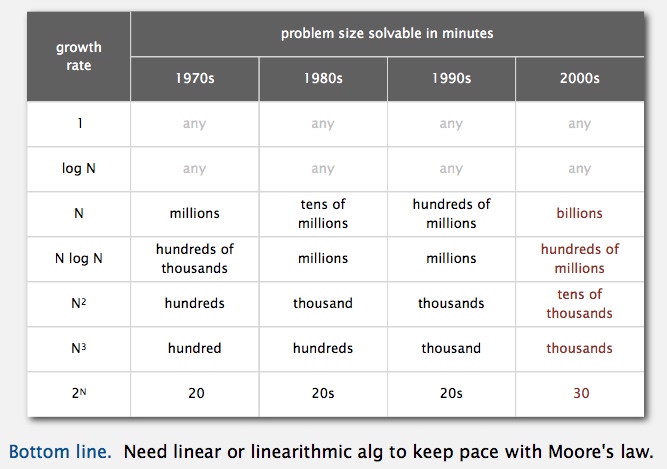 growth rate
problem size solvable in minutes
1970s 1980s 1990s 2000s
1 any any any any
log N any any any any
N millions tens of millions hundreds of millions billions
N log N hundreds of thousands millions millions hundreds of millions
N² hundreds thousand thousands tens of thousands
N³ hundred hundreds thousand thousands
2ᴺ 20 20s 20s 30
Bottom line. Need linear or linearithmic alg to keep pace with Moore's law.